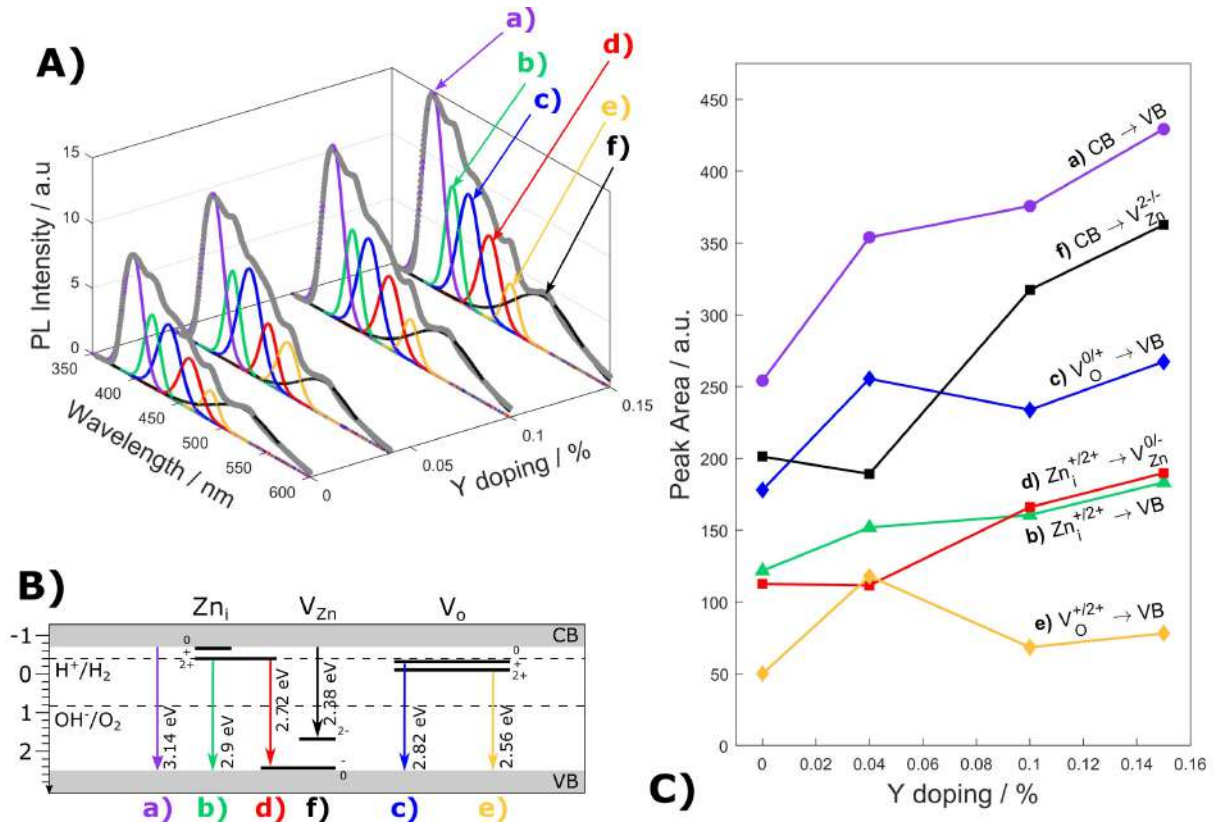 A)
a)
b)
c)
d)
e)
f)
PL Intensity / a.u
15
10
5
0
350
400
450
500
550
600
Wavelength / nm
0
0.05
0.1
0.15
Y doping / %
B)
Zn_i
V_Zn
V_o
-1
0
1
2
CB
VB
H⁺/H₂
OH⁻/O₂
0
+
2+
2-
-
0
0
+
2+
3.14 eV
2.9 eV
2.72 eV
2.38 eV
2.82 eV
2.56 eV
a)
b)
d)
f)
c)
e)
C)
Peak Area / a.u.
450
400
350
300
250
200
150
100
50
0
0
0.02
0.04
0.06
0.08
0.10
0.12
0.14
0.16
Y doping / %
a) CB → VB
f) CB → V_Zn^2-/-
c) V_O^0/+ → VB
d) Zn_i^+/2+ → V_Zn^0/-
b) Zn_i^+/2+ → VB
e) V_O^+/2+ → VB